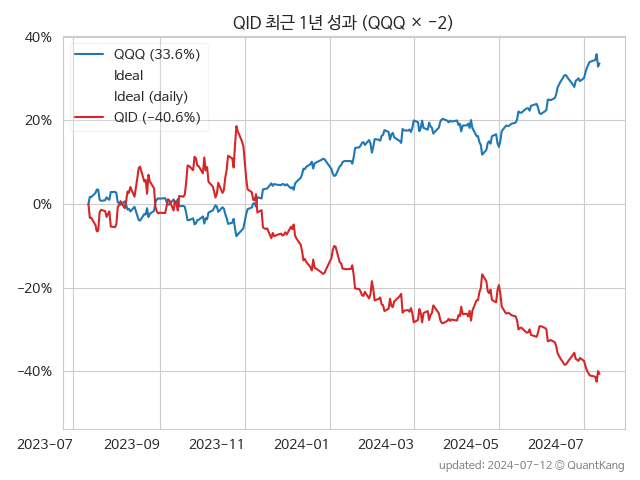 QID 최근 1년 성과 (QQQ × −2)
40%
20%
0%
−20%
−40%
QQQ (33.6%)
Ideal
Ideal (daily)
QID (−40.6%)
2023−07
2023−09
2023−11
2024−01
2024−03
2024−05
2024−07
updated: 2024-07-12 © QuantKang